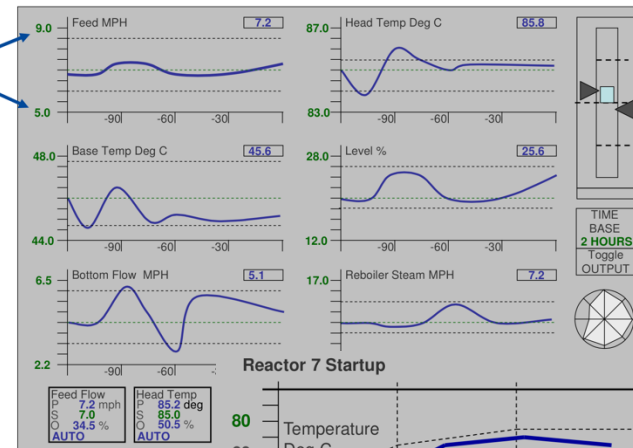 Feed MPH 7.2
9.0
5.0
-90 -60 -30
Head Temp Deg C 85.8
87.0
83.0
-90 -60 -30
Base Temp Deg C 45.6
48.0
44.0
-90 -60 -30
Level % 25.6
28.0
12.0
-90 -60 -30
Bottom Flow MPH 5.1
6.5
2.2
-90 -60 -
Reboiler Steam MPH 7.2
17.0
TIME
BASE
2 HOURS
Toggle
OUTPUT
Reactor 7 Startup
Feed Flow
P 7.2 mph
S 7.0
O 34.5 %
AUTO
Head Temp
P 85.2 deg
S 85.0
O 50.5 %
AUTO
80
Temperature
Deg C